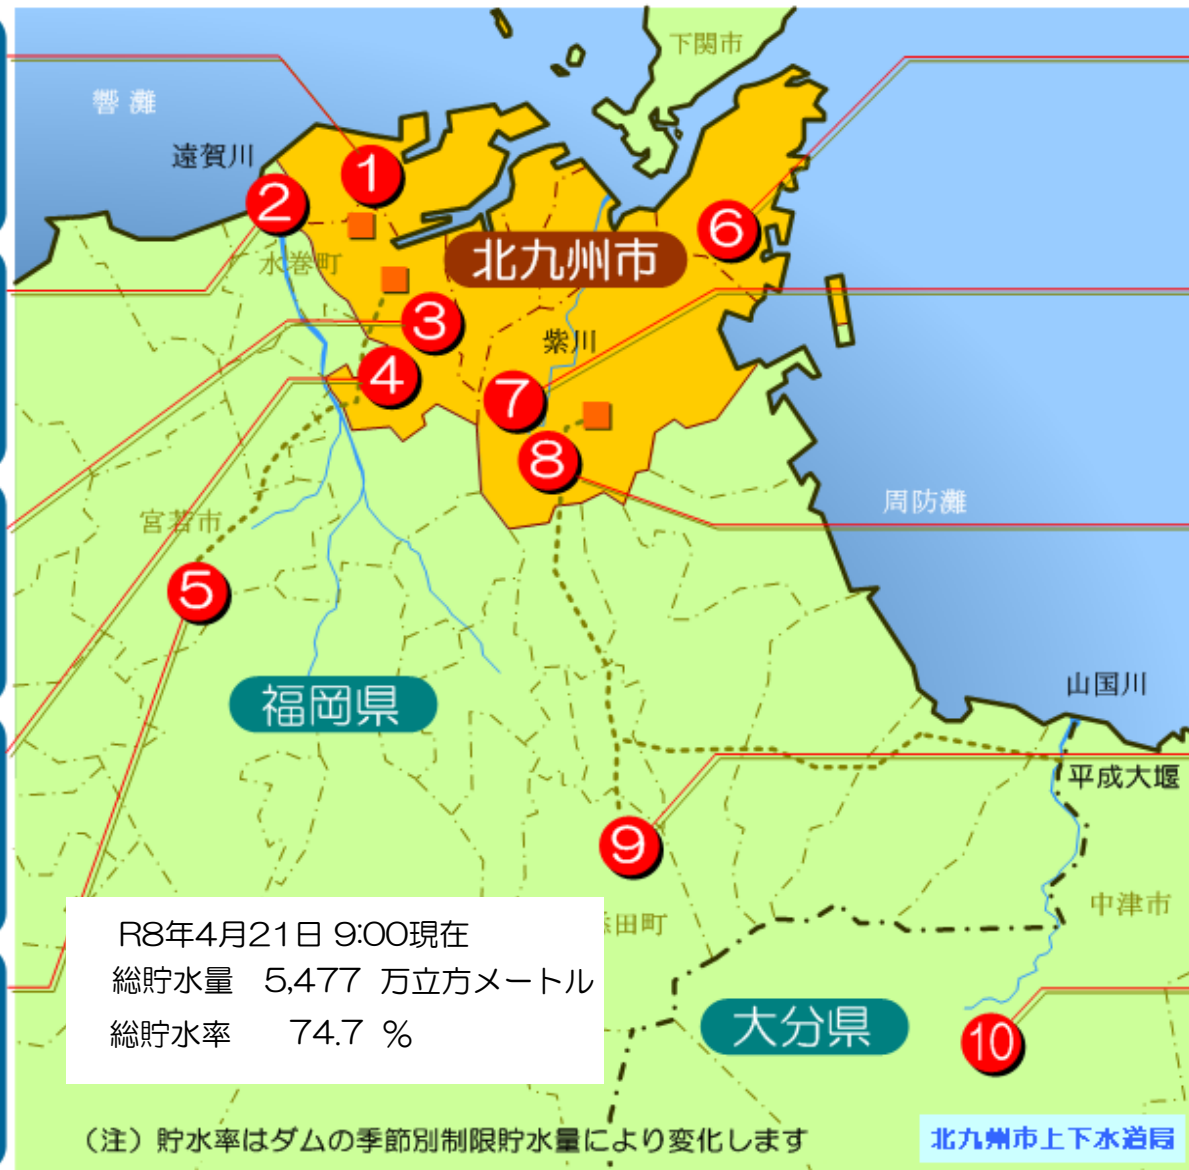 下関市
響灘
遠賀川
1
2
6
水巻町
北九州市
3
紫川
4
7
8
周防灘
宮若市
5
山国川
福岡県
平成大堰
9
中津市
田町
R8年4月21日 9:00現在
総貯水量 5,477 万立方メートル
総貯水率 74.7 %
大分県
10
（注）貯水率はダムの季節別制限貯水量により変化します
北九州市上下水道局